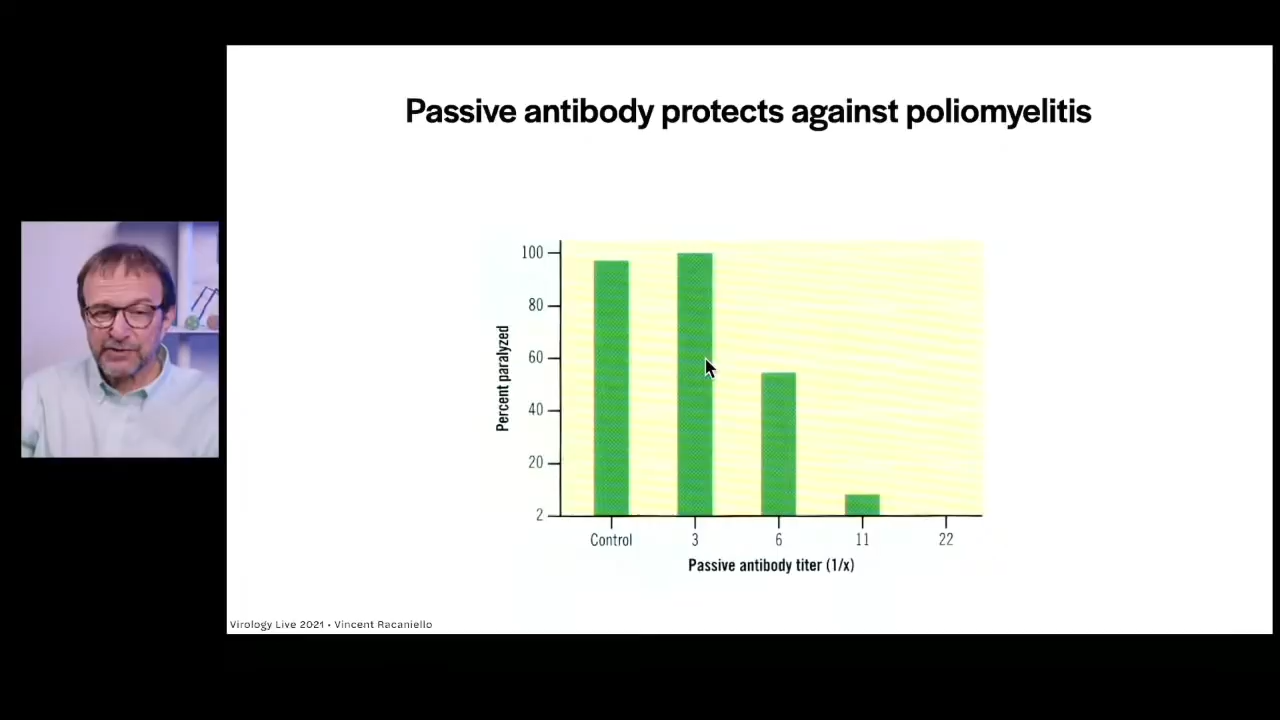 Passive antibody protects against poliomyelitis
100
80
60
40
20
2
Percent paralyzed
Control 3 6 11 22
Passive antibody titer (1/x)
Virology Live 2021 • Vincent Racaniello